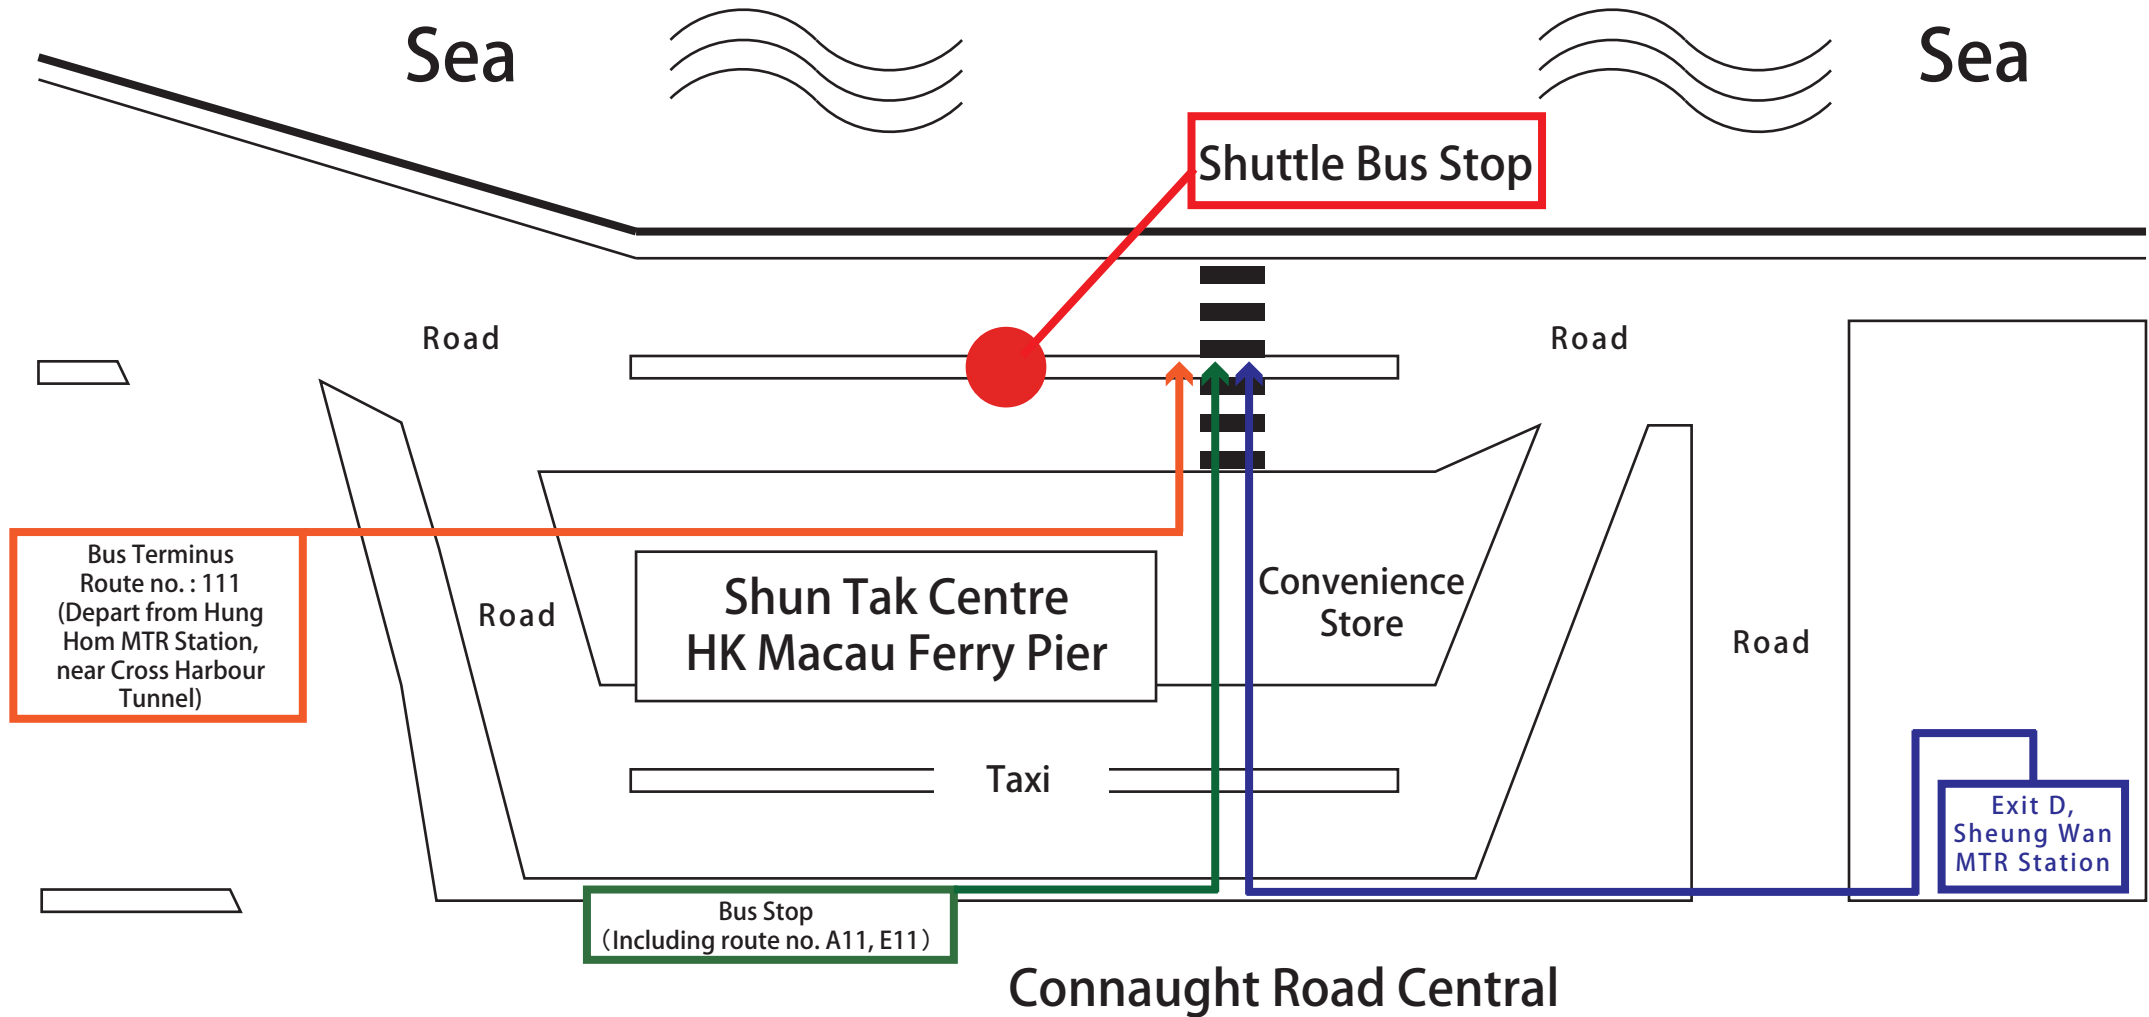 Sea
Sea
Shuttle Bus Stop
Road
Road
Bus Terminus
Route no. : 111
(Depart from Hung
Hom MTR Station,
near Cross Harbour
Tunnel)
Road
Shun Tak Centre
HK Macau Ferry Pier
Convenience
Store
Road
Taxi
Exit D,
Sheung Wan
MTR Station
Bus Stop
（Including route no. A11, E11）
Connaught Road Central